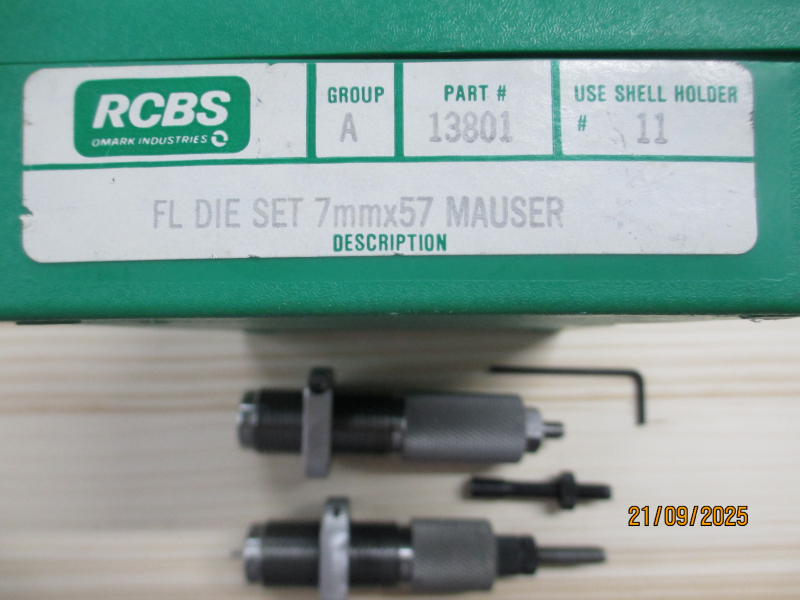 RCBS
OMARK INDUSTRIES
GROUP
A
PART #
13801
USE SHELL HOLDER
# 11
FL DIE SET 7mmx57 MAUSER
DESCRIPTION
21/09/2025